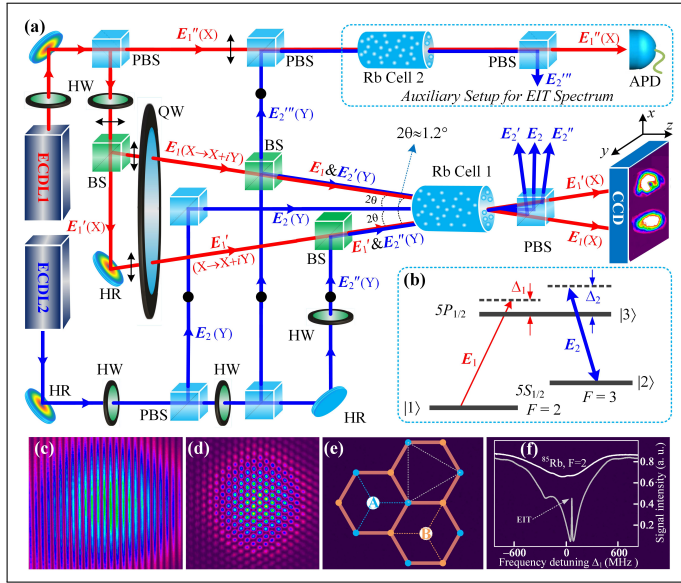 (a)
E₁″(X)
PBS
PBS
Rb Cell 2
PBS
E₁″(X)
APD
E₂‴
Auxiliary Setup for EIT Spectrum
HW
QW
ECDL1
BS
E₁(X→X+iY)
E₂‴(Y)
BS
E₁&E₂′(Y)
2θ≈1.2°
Rb Cell 1
E₂′ E₂ E₂″
x
y
z
2θ
2θ
E₂(Y)
E₁′(X)
E₁′
(X→X+iY)
E₁′
&E₂″(Y)
BS
PBS
E₁′(X)
E₁(X)
CCD
HR
ECDL2
E₂″(Y)
HW
E₂(Y)
HR
HW
PBS
HW
HR
(b)
Δ₁
Δ₂
5P₁/₂
|3⟩
E₁
E₂
5S₁/₂
|2⟩
|1⟩
F = 2
F = 3
(c)
(d)
(e)
A
B
(f)
⁸⁵Rb, F=2
EIT
0.8
0.6
0.4
0.2
Signal intensity (a.u.)
−800
0
800
Frequency detuning Δ₁ (MHz)